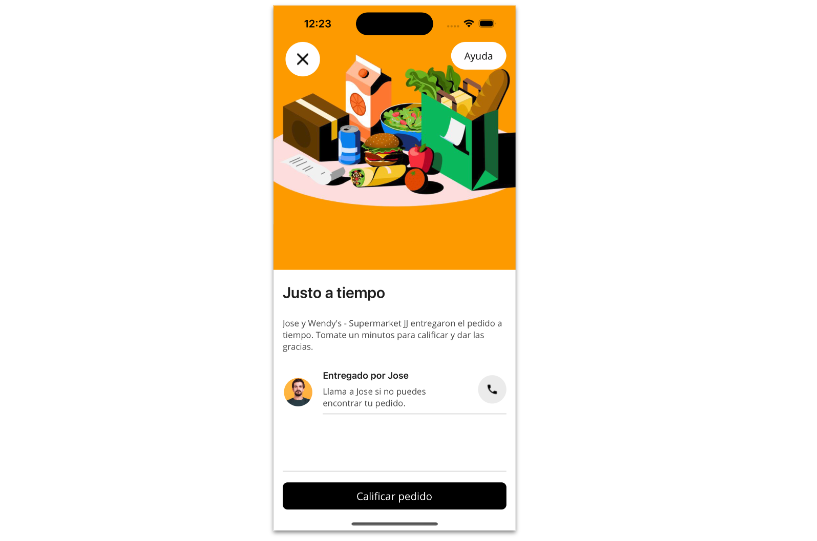 12:23
Ayuda
Justo a tiempo
Jose y Wendy's - Supermarket JJ entregaron el pedido a
tiempo. Tomate un minutos para calificar y dar las
gracias.
Entregado por Jose
Llama a Jose si no puedes
encontrar tu pedido.
Calificar pedido